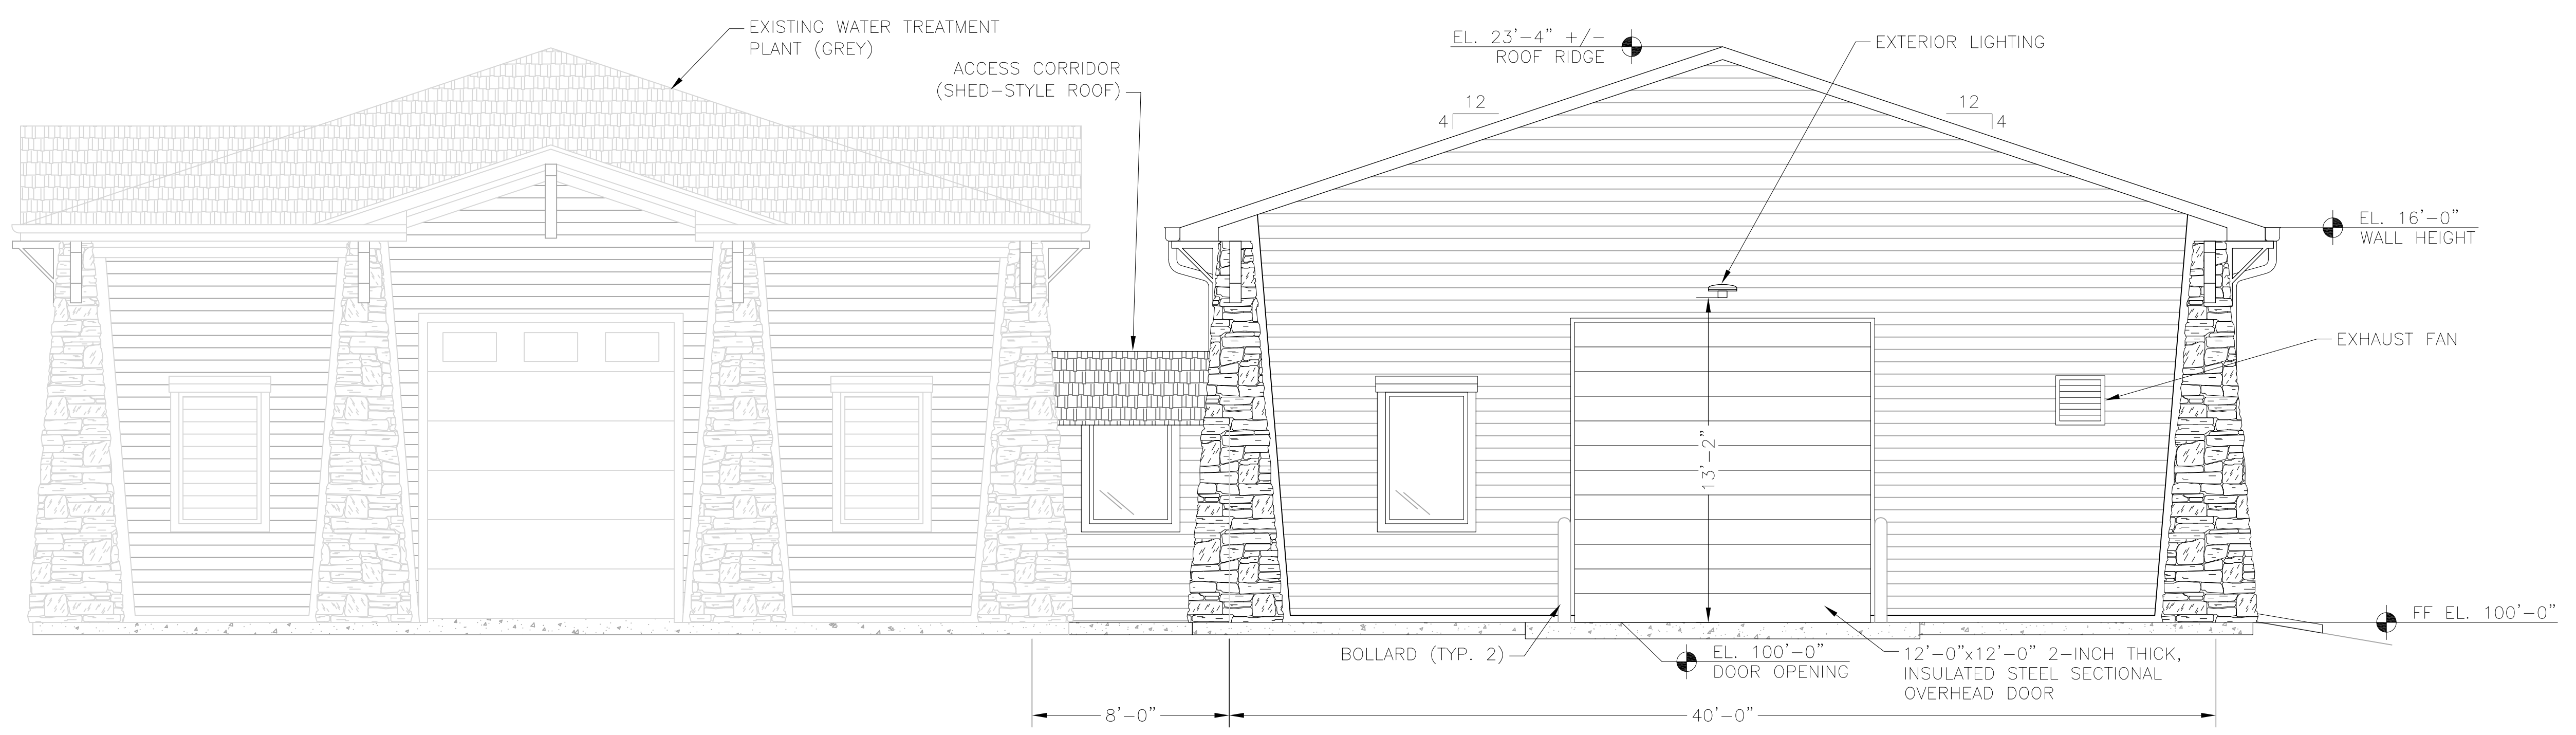 EXISTING WATER TREATMENT
PLANT (GREY)
ACCESS CORRIDOR
(SHED-STYLE ROOF)
EL. 23'-4" +/-
ROOF RIDGE
EXTERIOR LIGHTING
12
4
12
4
EL. 16'-0"
WALL HEIGHT
EXHAUST FAN
13'-2"
FF EL. 100'-0"
BOLLARD (TYP. 2)
EL. 100'-0"
DOOR OPENING
12'-0"x12'-0" 2-INCH THICK,
INSULATED STEEL SECTIONAL
OVERHEAD DOOR
8'-0"
40'-0"